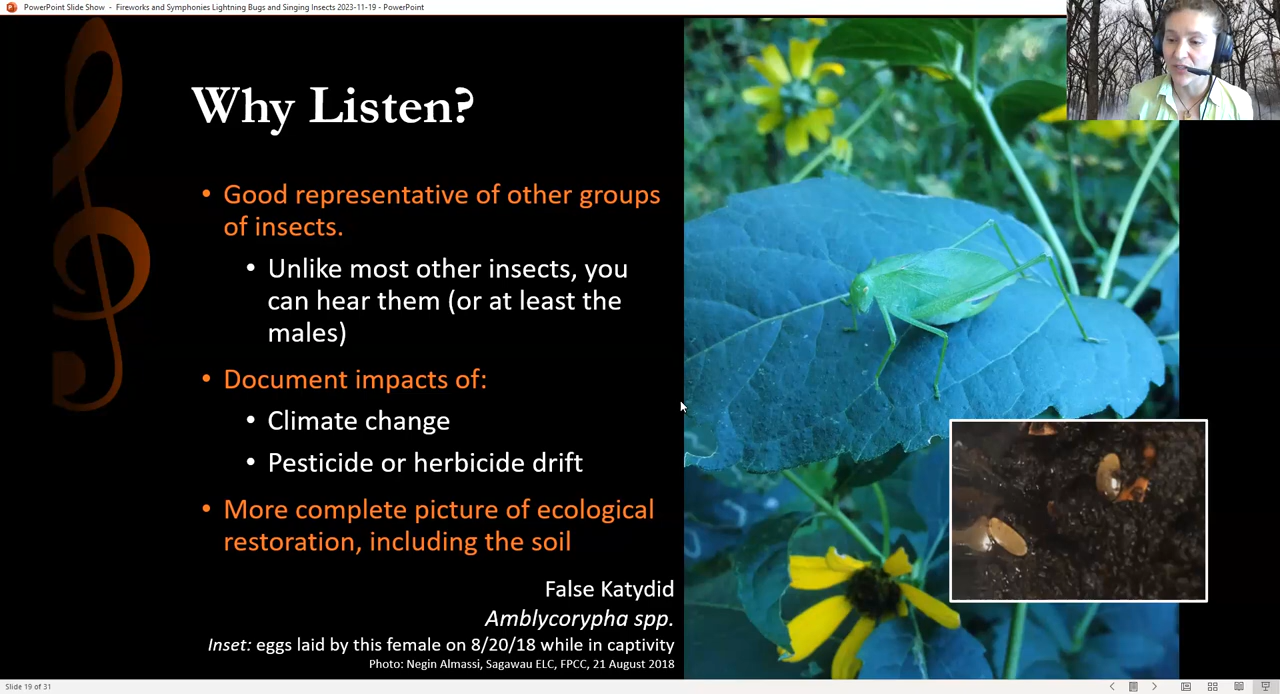 PowerPoint Slide Show - Fireworks and Symphonies Lightning Bugs and Singing Insects 2023-11-19 - PowerPoint
Why Listen?
• Good representative of other groups
of insects.
• Unlike most other insects, you
can hear them (or at least the
males)
• Document impacts of:
• Climate change
• Pesticide or herbicide drift
• More complete picture of ecological
restoration, including the soil
False Katydid
Amblycorypha spp.
Inset: eggs laid by this female on 8/20/18 while in captivity
Photo: Negin Almassi, Sagawau ELC, FPCC, 21 August 2018
Slide 19 of 31